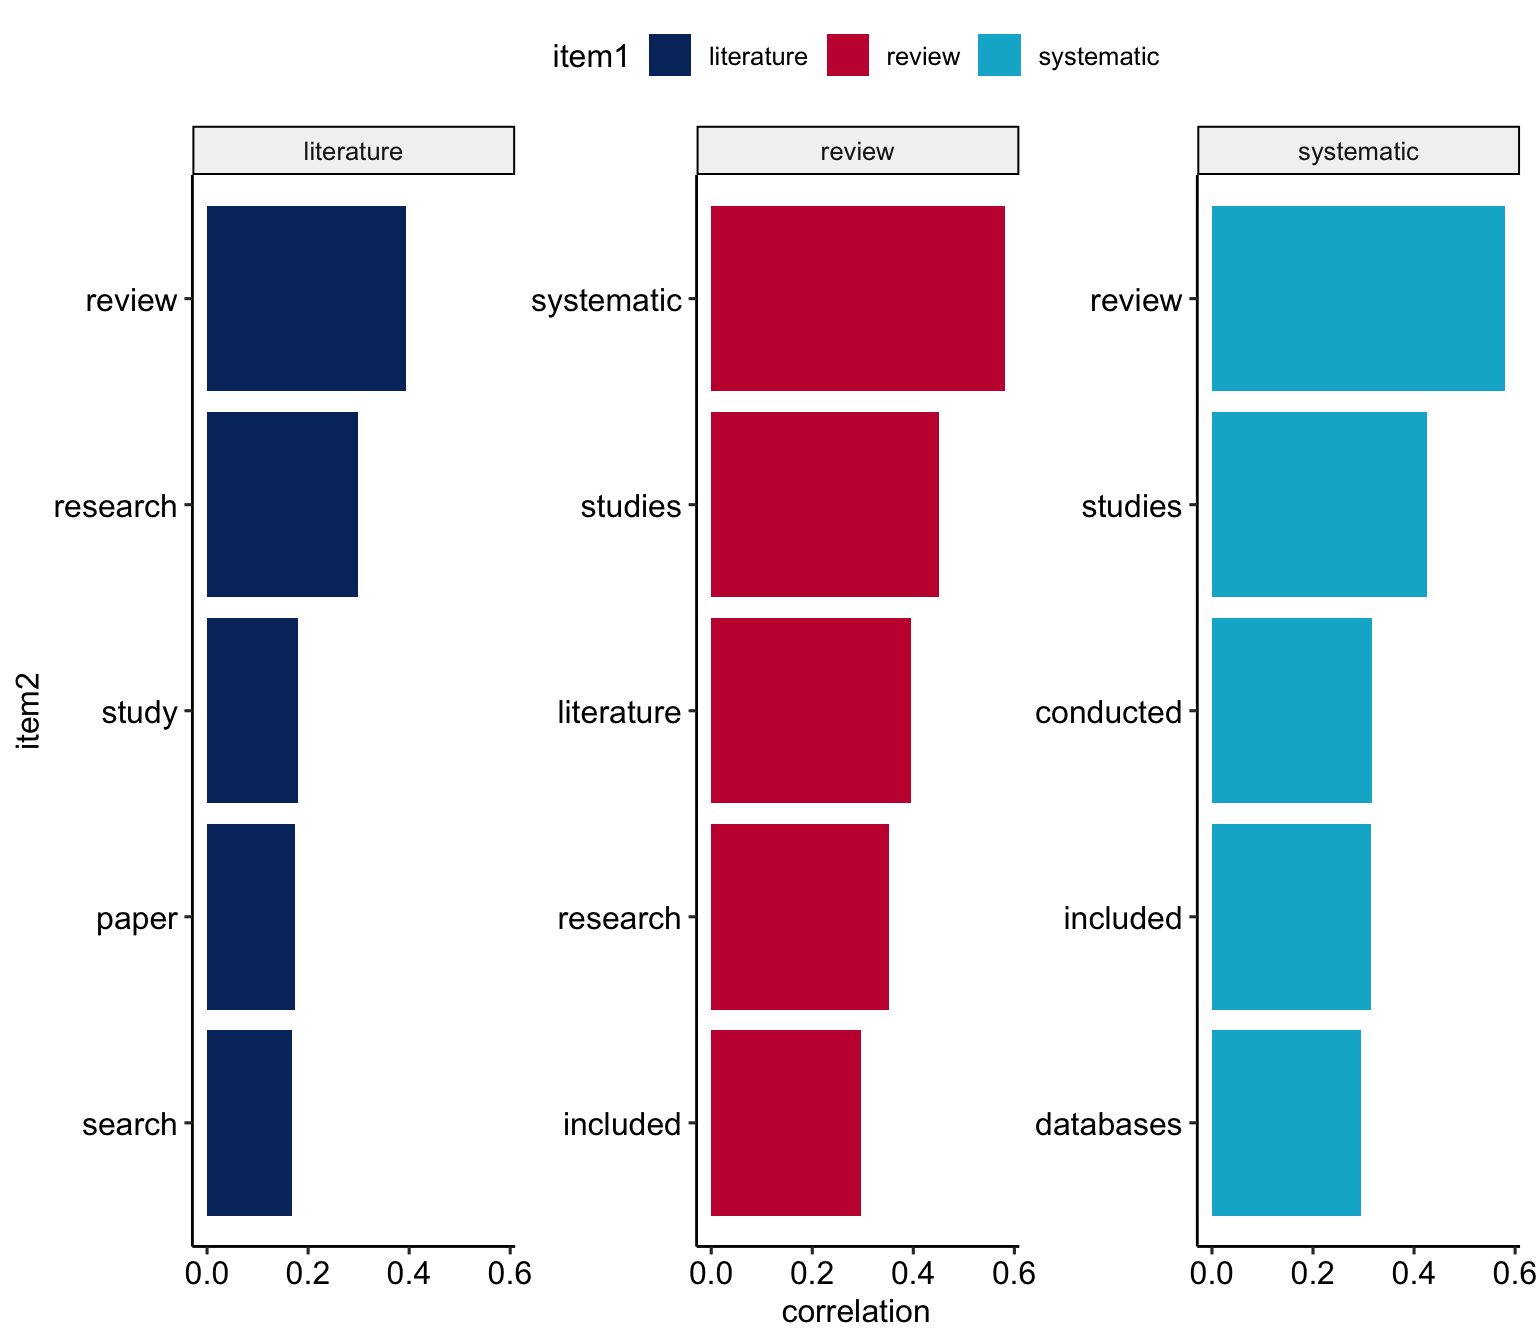 item1 literature review systematic
literature review systematic
review systematic review
research studies studies
study literature conducted
paper research included
search included databases
item2
0.0 0.2 0.4 0.6 0.0 0.2 0.4 0.6 0.0 0.2 0.4 0.6
correlation